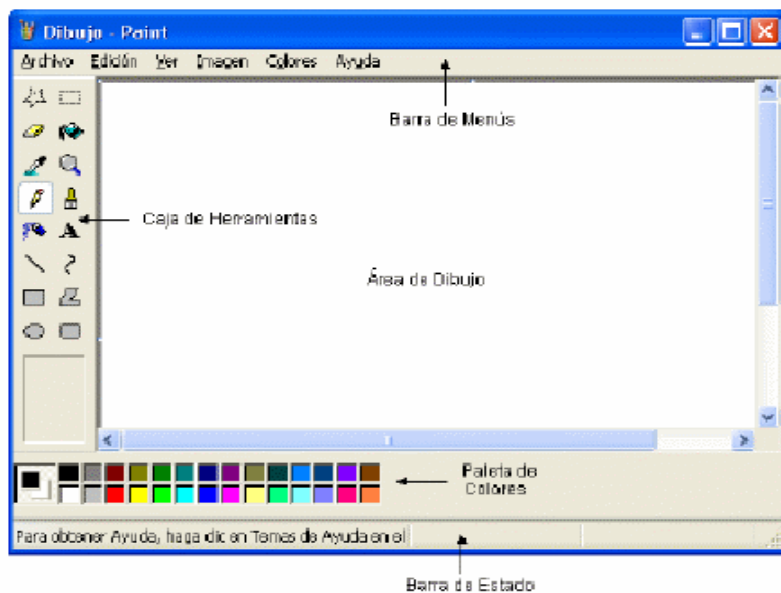 Dibujo - Paint
Archivo Edición Ver Imagen Colores Ayuda
Barra de Menús
Caja de Herramientas
A
Área de Dibujo
Paleta de
Colores
Para obtener Ayuda, haga clic en Temas de Ayuda en el
Barra de Estado